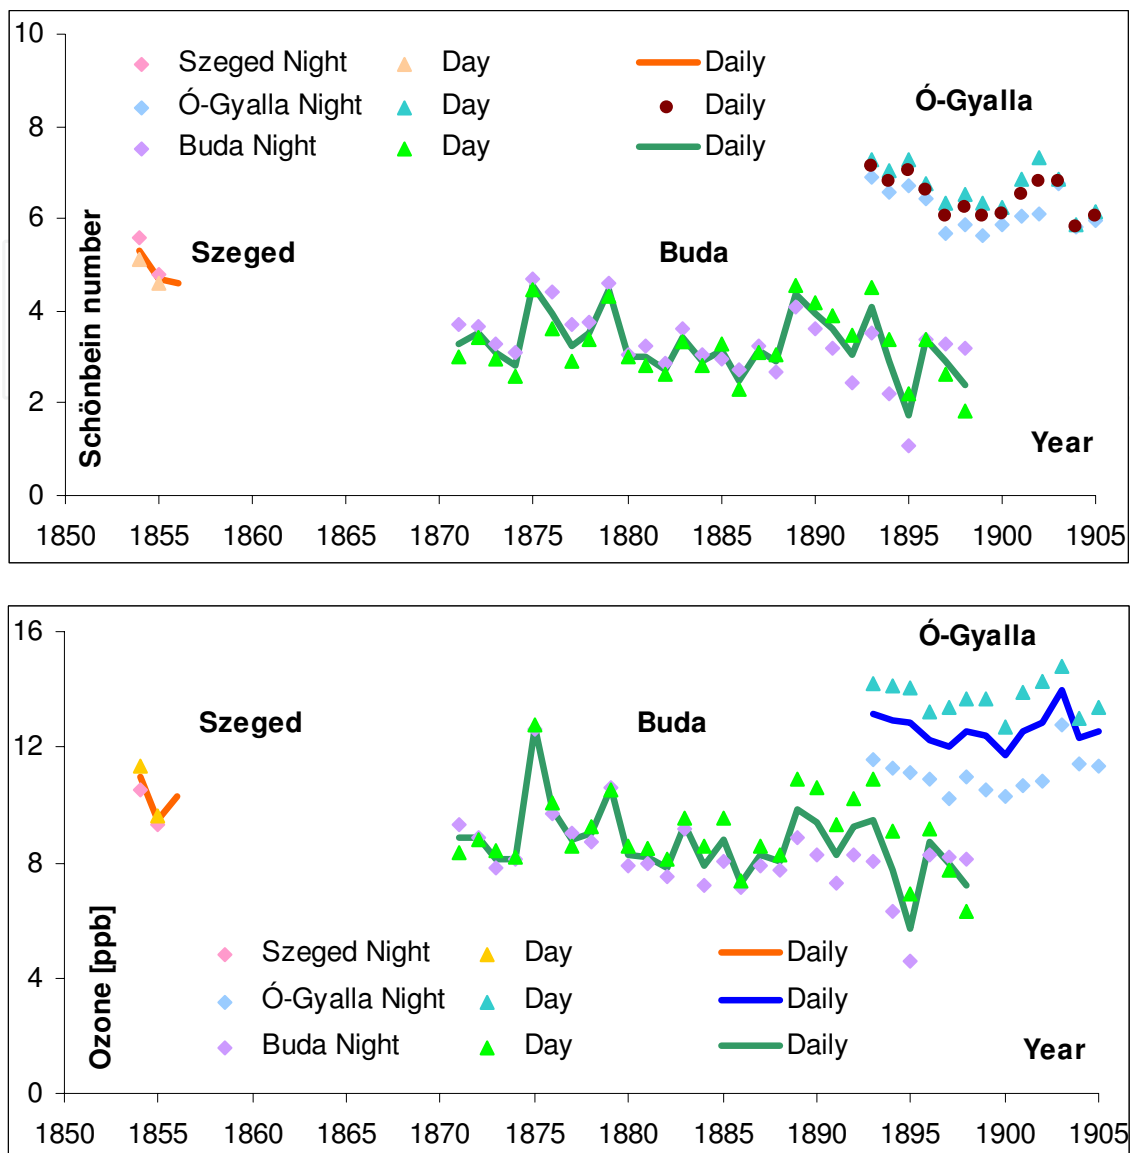 10
Szeged Night Day Daily
Ó-Gyalla Night Day Daily
Buda Night Day Daily
Ó-Gyalla
8
6
Szeged
Buda
4
2
Year
0
Schönbein number
1850 1855 1860 1865 1870 1875 1880 1885 1890 1895 1900 1905
16
Ó-Gyalla
Szeged
Buda
12
8
Szeged Night Day Daily
4
Ó-Gyalla Night Day Daily
Buda Night Day Daily
Year
0
Ozone [ppb]
1850 1855 1860 1865 1870 1875 1880 1885 1890 1895 1900 1905